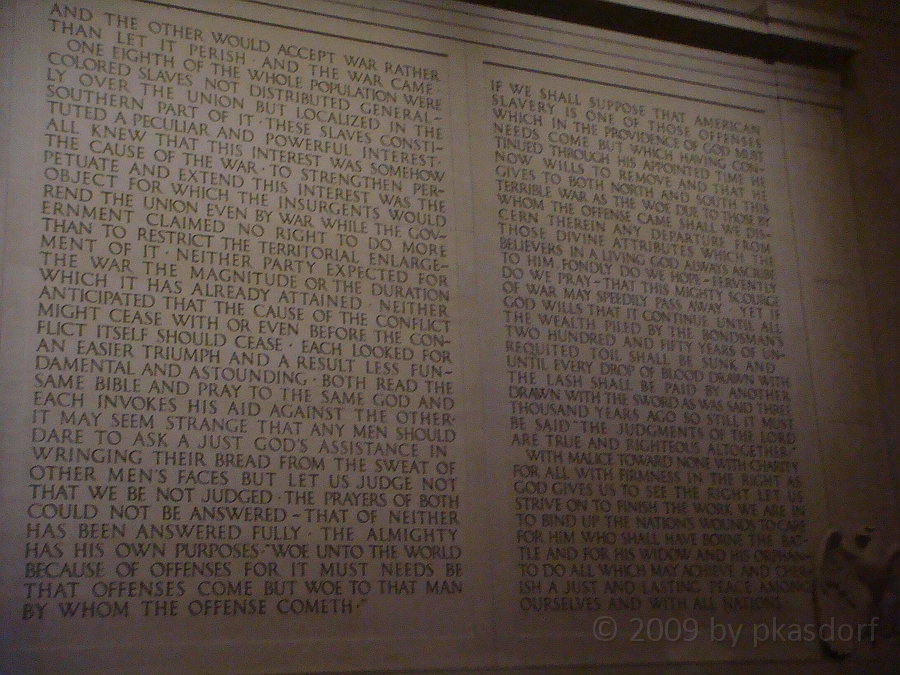 AND THE OTHER WOULD ACCEPT WAR RATHER
THAN LET IT PERISH · AND THE WAR CAME·
ONE EIGHTH OF THE WHOLE POPULATION WERE
COLORED SLAVES NOT DISTRIBUTED GENERAL-
LY OVER THE UNION BUT LOCALIZED IN THE
SOUTHERN PART OF IT · THESE SLAVES CONSTI-
TUTED A PECULIAR AND POWERFUL INTEREST·
ALL KNEW THAT THIS INTEREST WAS SOMEHOW
THE CAUSE OF THE WAR · TO STRENGTHEN PER-
PETUATE AND EXTEND THIS INTEREST WAS THE
OBJECT FOR WHICH THE INSURGENTS WOULD
REND THE UNION EVEN BY WAR WHILE THE GOV-
ERNMENT CLAIMED NO RIGHT TO DO MORE
THAN TO RESTRICT THE TERRITORIAL ENLARGE-
MENT OF IT · NEITHER PARTY EXPECTED FOR
THE WAR THE MAGNITUDE OR THE DURATION
WHICH IT HAS ALREADY ATTAINED · NEITHER
ANTICIPATED THAT THE CAUSE OF THE CONFLICT
MIGHT CEASE WITH OR EVEN BEFORE THE CON-
FLICT ITSELF SHOULD CEASE · EACH LOOKED FOR
AN EASIER TRIUMPH AND A RESULT LESS FUN-
DAMENTAL AND ASTOUNDING · BOTH READ THE
SAME BIBLE AND PRAY TO THE SAME GOD AND
EACH INVOKES HIS AID AGAINST THE OTHER·
IT MAY SEEM STRANGE THAT ANY MEN SHOULD
DARE TO ASK A JUST GOD'S ASSISTANCE IN
WRINGING THEIR BREAD FROM THE SWEAT OF
OTHER MEN'S FACES BUT LET US JUDGE NOT
THAT WE BE NOT JUDGED · THE PRAYERS OF BOTH
COULD NOT BE ANSWERED – THAT OF NEITHER
HAS BEEN ANSWERED FULLY · THE ALMIGHTY
HAS HIS OWN PURPOSES · "WOE UNTO THE WORLD
BECAUSE OF OFFENSES FOR IT MUST NEEDS BE
THAT OFFENSES COME BUT WOE TO THAT MAN
BY WHOM THE OFFENSE COMETH·"
IF WE SHALL SUPPOSE THAT AMERICAN
SLAVERY IS ONE OF THOSE OFFENSES
WHICH IN THE PROVIDENCE OF GOD MUST
NEEDS COME BUT WHICH HAVING CON-
TINUED THROUGH HIS APPOINTED TIME HE
NOW WILLS TO REMOVE AND THAT HE
GIVES TO BOTH NORTH AND SOUTH THIS
TERRIBLE WAR AS THE WOE DUE TO THOSE BY
WHOM THE OFFENSE CAME SHALL WE DIS-
CERN THEREIN ANY DEPARTURE FROM
THOSE DIVINE ATTRIBUTES WHICH THE
BELIEVERS IN A LIVING GOD ALWAYS ASCRIBE
TO HIM · FONDLY DO WE HOPE – FERVENTLY
DO WE PRAY – THAT THIS MIGHTY SCOURGE
OF WAR MAY SPEEDILY PASS AWAY · YET IF
GOD WILLS THAT IT CONTINUE UNTIL ALL
THE WEALTH PILED BY THE BONDSMAN'S
TWO HUNDRED AND FIFTY YEARS OF UN-
REQUITED TOIL SHALL BE SUNK AND
UNTIL EVERY DROP OF BLOOD DRAWN WITH
THE LASH SHALL BE PAID BY ANOTHER
DRAWN WITH THE SWORD AS WAS SAID THREE
THOUSAND YEARS AGO SO STILL IT MUST
BE SAID "THE JUDGMENTS OF THE LORD
ARE TRUE AND RIGHTEOUS ALTOGETHER·"
WITH MALICE TOWARD NONE WITH CHARITY
FOR ALL WITH FIRMNESS IN THE RIGHT AS
GOD GIVES US TO SEE THE RIGHT LET US
STRIVE ON TO FINISH THE WORK WE ARE IN
TO BIND UP THE NATION'S WOUNDS TO CARE
FOR HIM WHO SHALL HAVE BORNE THE BAT-
TLE AND FOR HIS WIDOW AND HIS ORPHAN–
TO DO ALL WHICH MAY ACHIEVE AND CHER-
ISH A JUST AND LASTING PEACE AMONG
OURSELVES AND WITH ALL NATIONS·
© 2009 by pkasdorf